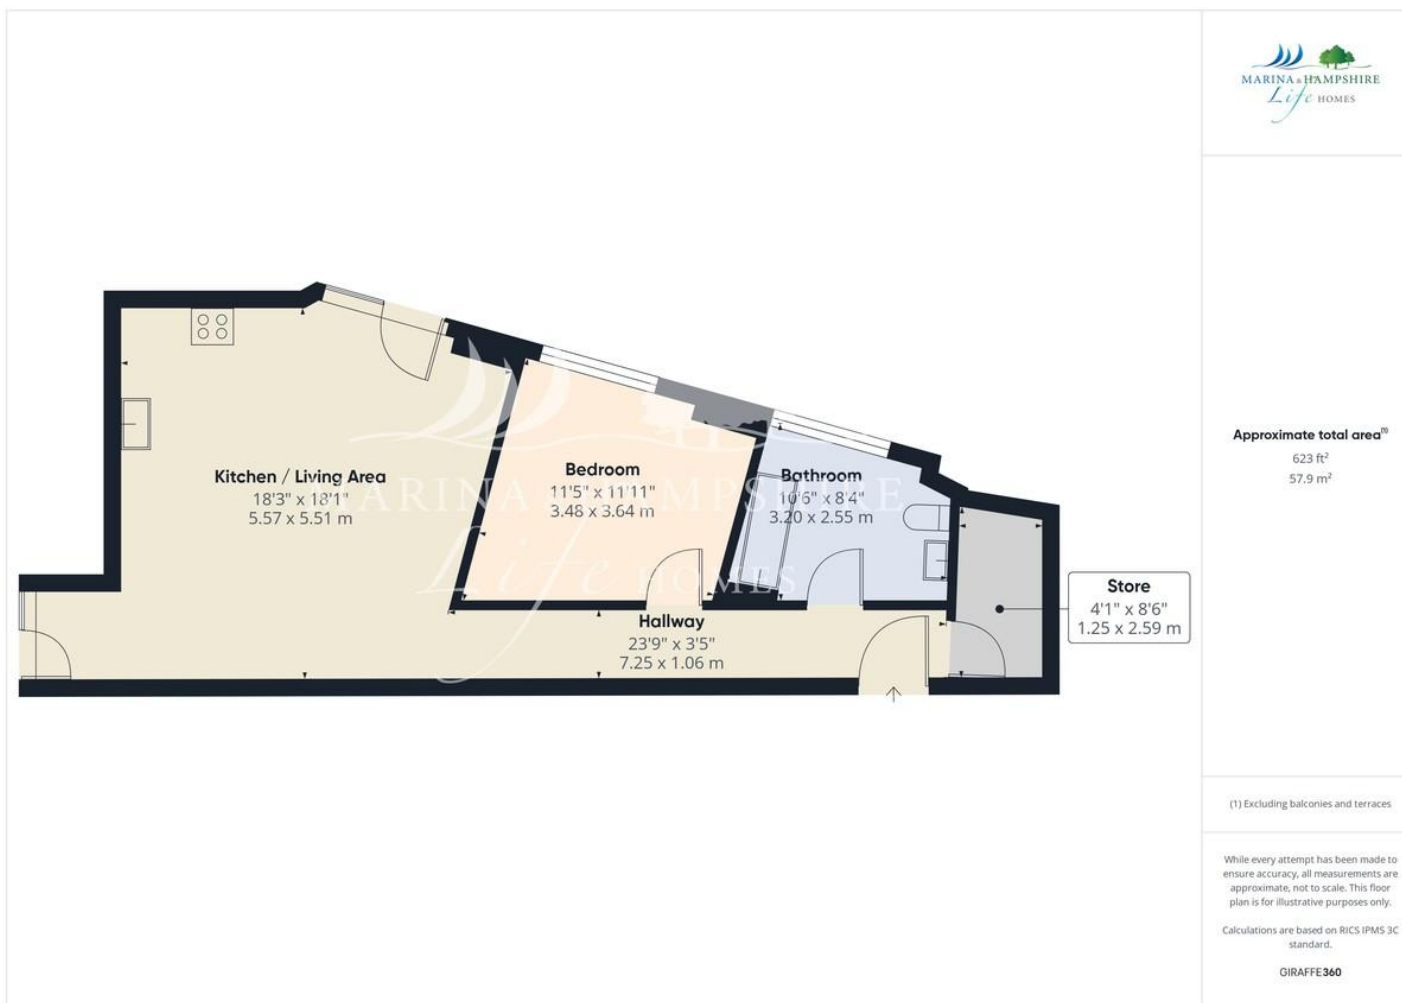 MARINA & HAMPSHIRE
Life HOMES
Kitchen / Living Area
18'3" x 18'1"
5.57 x 5.51 m
Bedroom
11'5" x 11'11"
3.48 x 3.64 m
Bathroom
10'6" x 8'4"
3.20 x 2.55 m
Hallway
23'9" x 3'5"
7.25 x 1.06 m
Store
4'1" x 8'6"
1.25 x 2.59 m
MARINA & HAMPSHIRE
Life HOMES
Approximate total area(1)
623 ft²
57.9 m²
(1) Excluding balconies and terraces
While every attempt has been made to
ensure accuracy, all measurements are
approximate, not to scale. This floor
plan is for illustrative purposes only.
Calculations are based on RICS IPMS 3C
standard.
GIRAFFE360